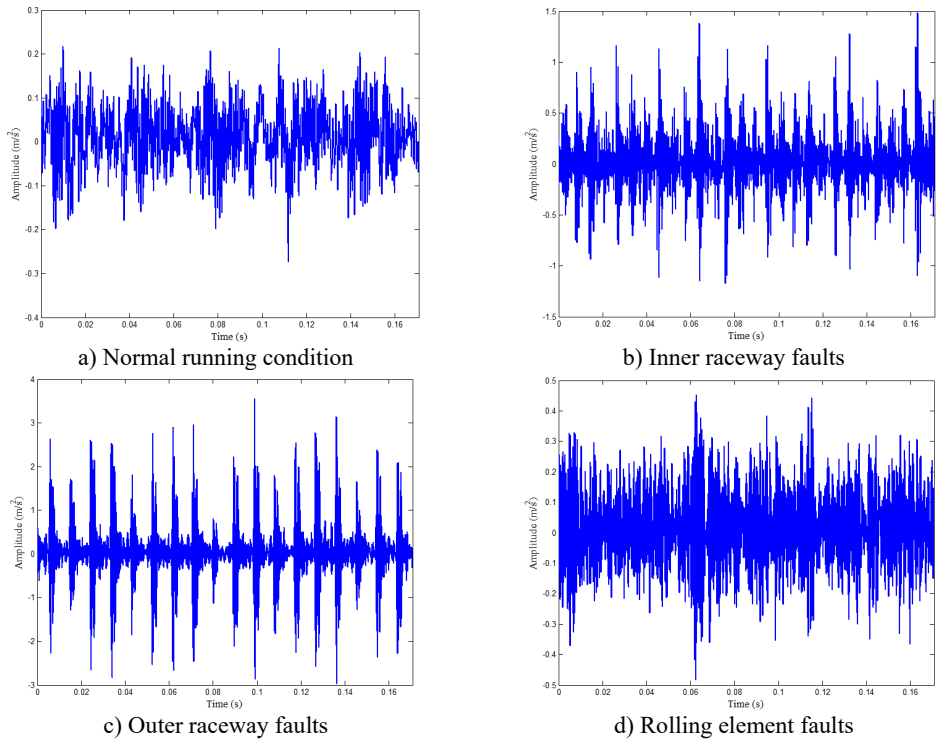 0.3
0.2
0.1
0
-0.1
-0.2
0.3
0.4
Amplitude (m/s²)
0 0.02 0.04 0.06 0.08 0.1 0.12 0.14 0.16
Time (s)
a) Normal running condition
1.5
1
0.5
0
-0.5
-1
-1.5
Amplitude (m/s²)
0 0.02 0.04 0.06 0.08 0.1 0.12 0.14 0.16
Time (s)
b) Inner raceway faults
4
3
2
1
0
-1
-2
-3
Amplitude (m/s²)
0 0.02 0.04 0.06 0.08 0.1 0.12 0.14 0.16
Time (s)
c) Outer raceway faults
0.5
0.4
0.3
0.2
0.1
0
-0.1
-0.2
-0.3
-0.4
-0.5
Amplitude (m/s²)
0 0.02 0.04 0.06 0.08 0.1 0.12 0.14 0.16
Time (s)
d) Rolling element faults